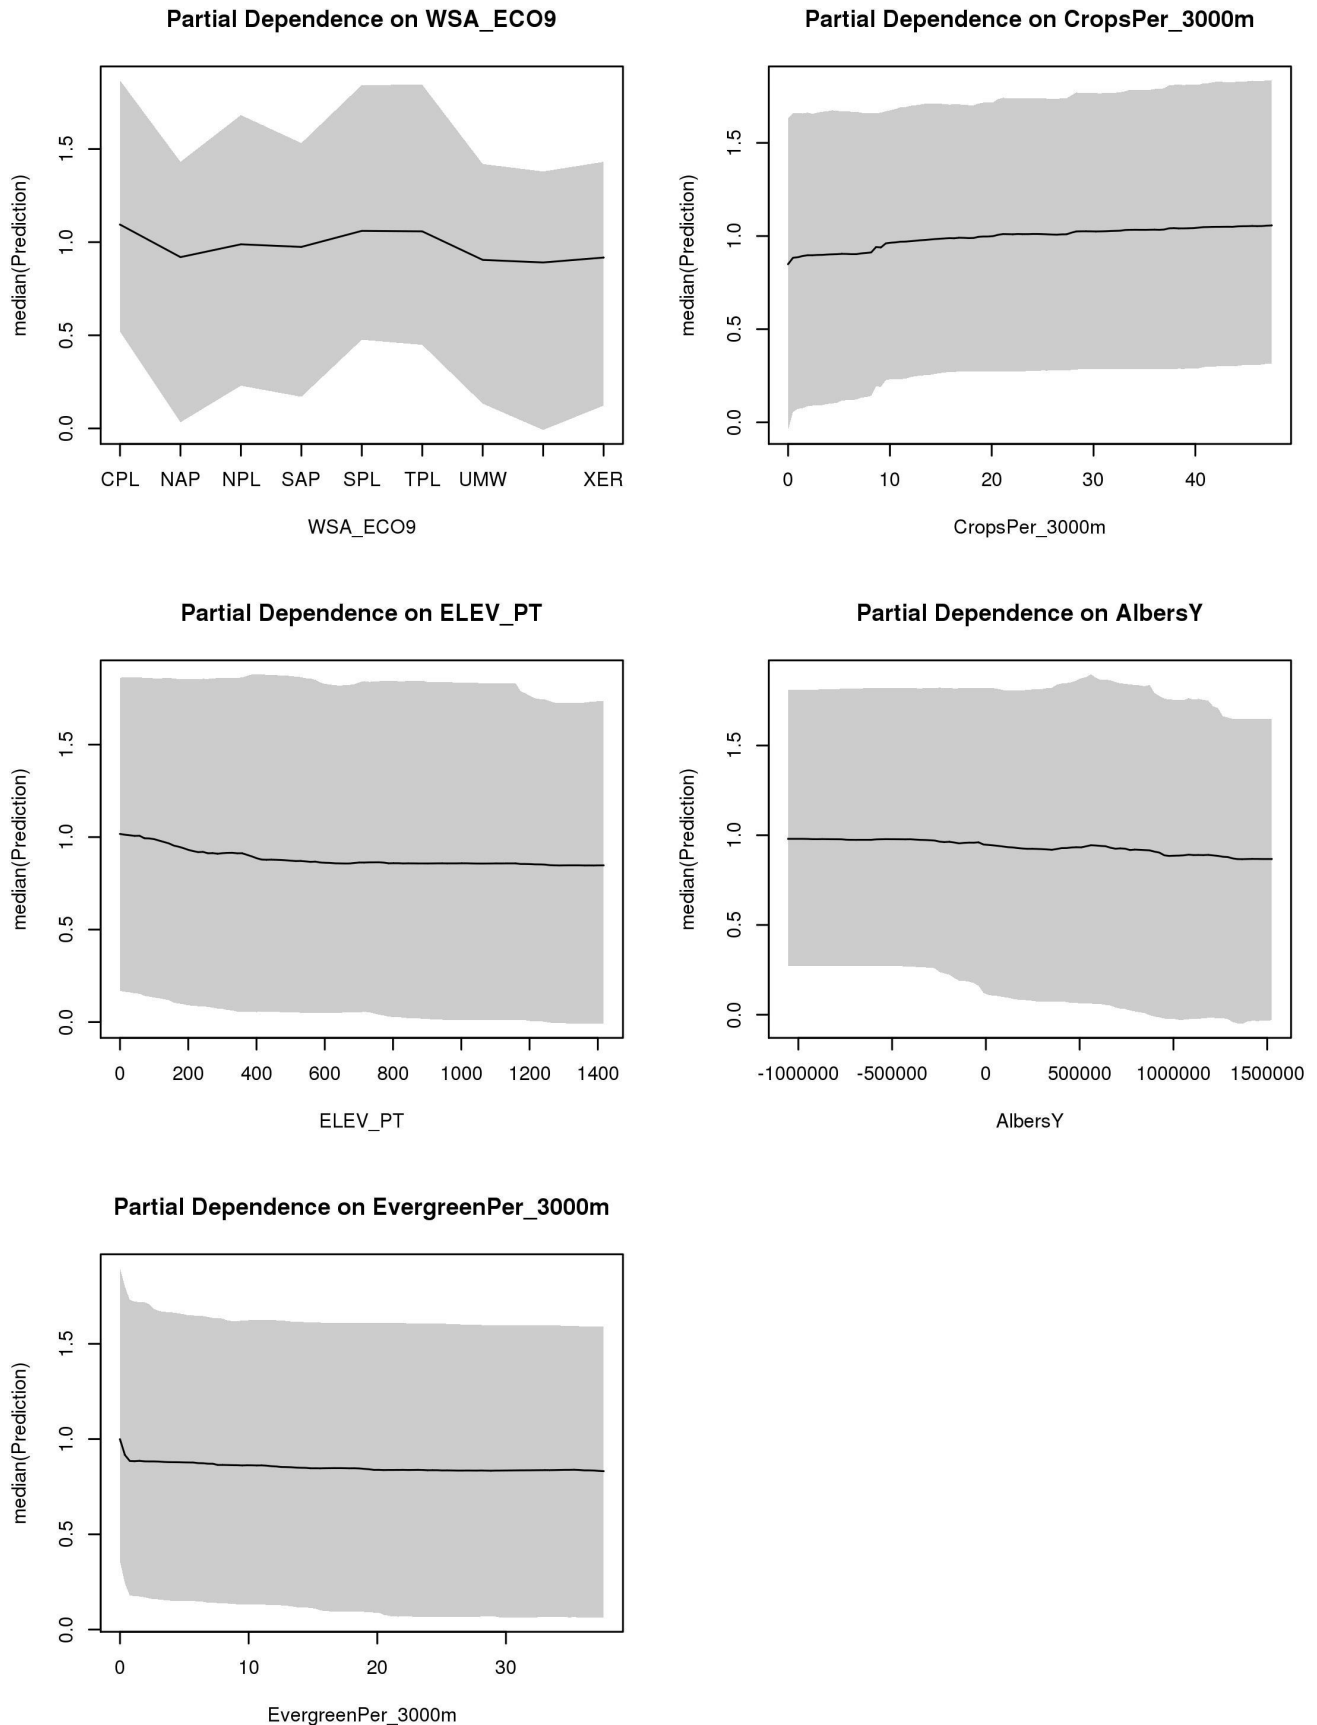 Partial Dependence on WSA_ECO9
median(Prediction)
1.5
1.0
0.5
0.0
CPL NAP NPL SAP SPL TPL UMW XER
WSA_ECO9
Partial Dependence on CropsPer_3000m
median(Prediction)
1.5
1.0
0.5
0.0
0 10 20 30 40
CropsPer_3000m
Partial Dependence on ELEV_PT
median(Prediction)
1.5
1.0
0.5
0.0
0 200 400 600 800 1000 1200 1400
ELEV_PT
Partial Dependence on AlbersY
median(Prediction)
1.5
1.0
0.5
0.0
-1000000 -500000 0 500000 1000000 1500000
AlbersY
Partial Dependence on EvergreenPer_3000m
median(Prediction)
1.5
1.0
0.5
0.0
0 10 20 30
EvergreenPer_3000m